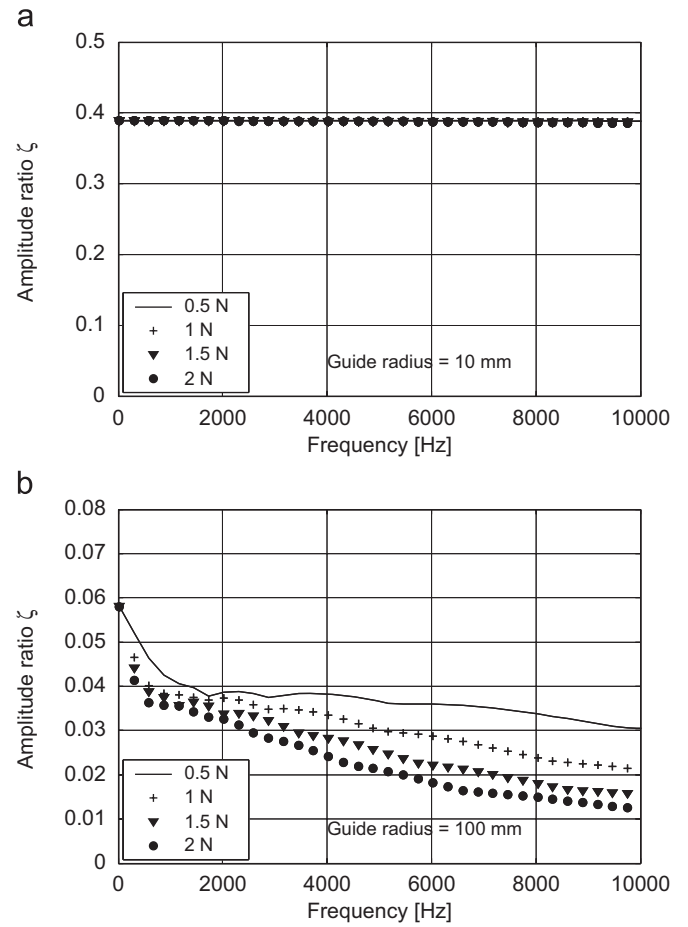 a
Amplitude ratio ζ
0.5
0.4
0.3
0.2
0.1
0
0.5 N
1 N
1.5 N
2 N
Guide radius = 10 mm
0 2000 4000 6000 8000 10000
Frequency [Hz]
b
Amplitude ratio ζ
0.08
0.07
0.06
0.05
0.04
0.03
0.02
0.01
0
0.5 N
1 N
1.5 N
2 N
Guide radius = 100 mm
0 2000 4000 6000 8000 10000
Frequency [Hz]